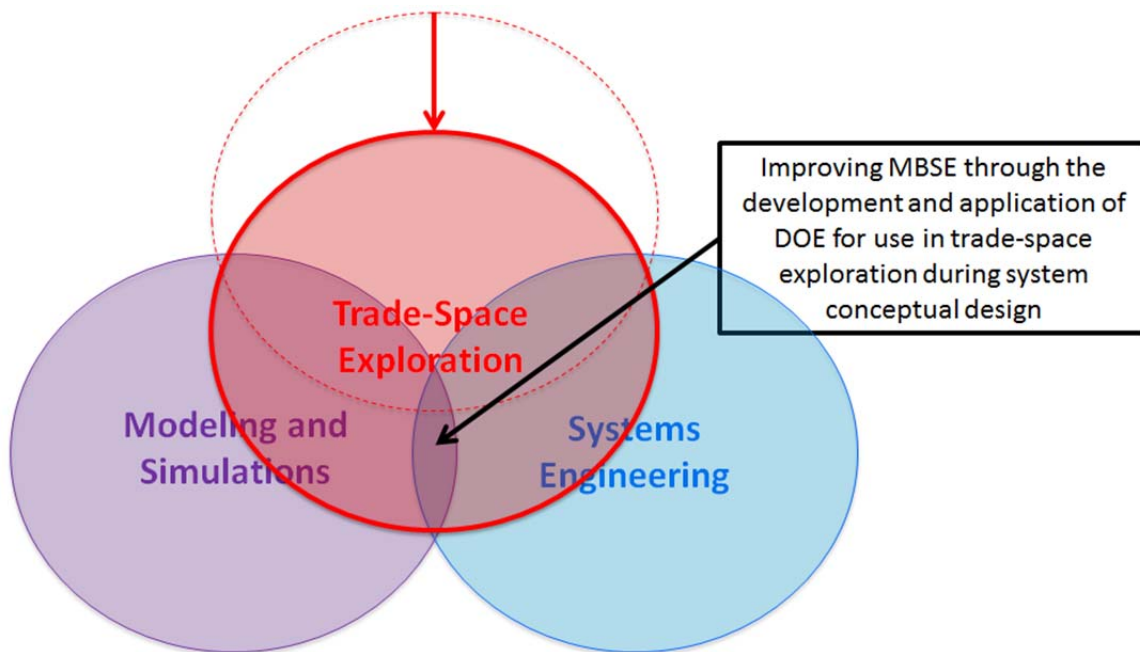 Improving MBSE through the
development and application of
DOE for use in trade-space
exploration during system
conceptual design
Trade-Space
Exploration
Modeling and
Simulations
Systems
Engineering